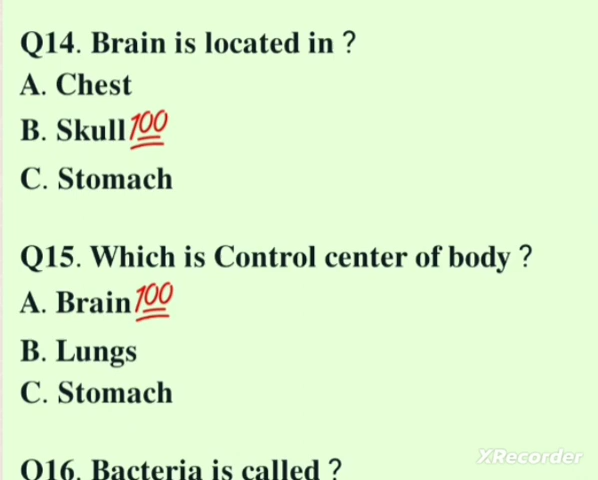 Q14. Brain is located in ?
A. Chest
B. Skull💯
C. Stomach
Q15. Which is Control center of body ?
A. Brain💯
B. Lungs
C. Stomach
Q16. Bacteria is called ?
XRecorder